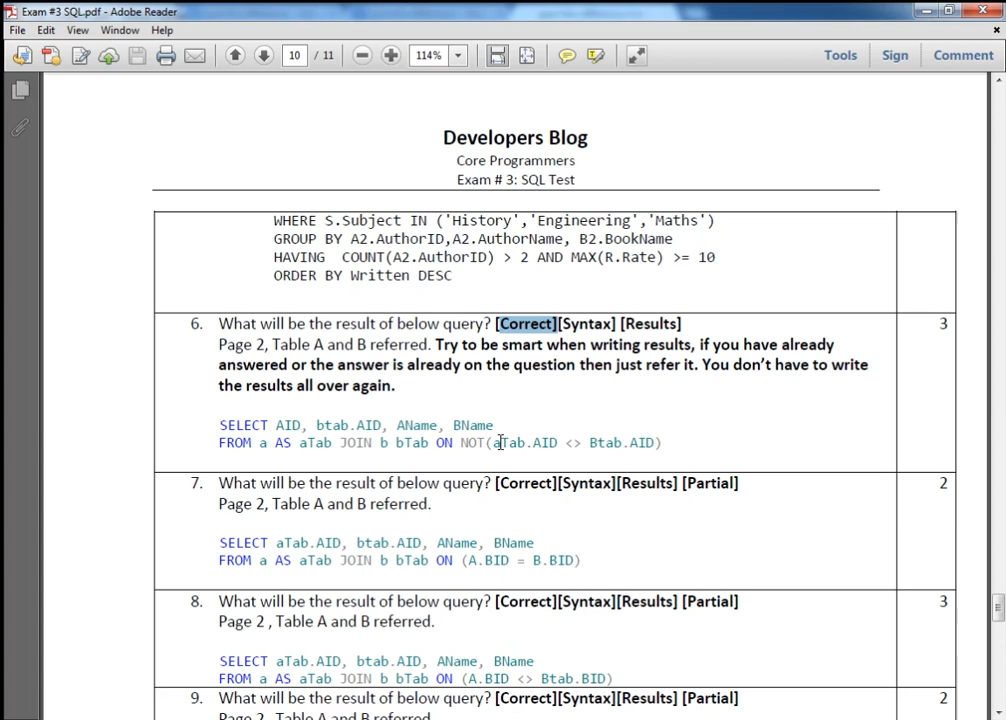 Exam #3 SQL.pdf - Adobe Reader
File Edit View Window Help
10 / 11 114% Tools Sign Comment
Developers Blog
Core Programmers
Exam # 3: SQL Test
WHERE S.Subject IN ('History','Engineering','Maths')
GROUP BY A2.AuthorID,A2.AuthorName, B2.BookName
HAVING COUNT(A2.AuthorID) > 2 AND MAX(R.Rate) >= 10
ORDER BY Written DESC
6. What will be the result of below query? [Correct][Syntax] [Results] 3
Page 2, Table A and B referred. Try to be smart when writing results, if you have already
answered or the answer is already on the question then just refer it. You don't have to write
the results all over again.
SELECT AID, btab.AID, AName, BName
FROM a AS aTab JOIN b bTab ON NOT(aTab.AID <> Btab.AID)
7. What will be the result of below query? [Correct][Syntax][Results] [Partial] 2
Page 2, Table A and B referred.
SELECT aTab.AID, btab.AID, AName, BName
FROM a AS aTab JOIN b bTab ON (A.BID = B.BID)
8. What will be the result of below query? [Correct][Syntax][Results] [Partial] 3
Page 2 , Table A and B referred.
SELECT aTab.AID, btab.AID, AName, BName
FROM a AS aTab JOIN b bTab ON (A.BID <> Btab.BID)
9. What will be the result of below query? [Correct][Syntax][Results] [Partial] 2
Page 2, Table A and B referred.